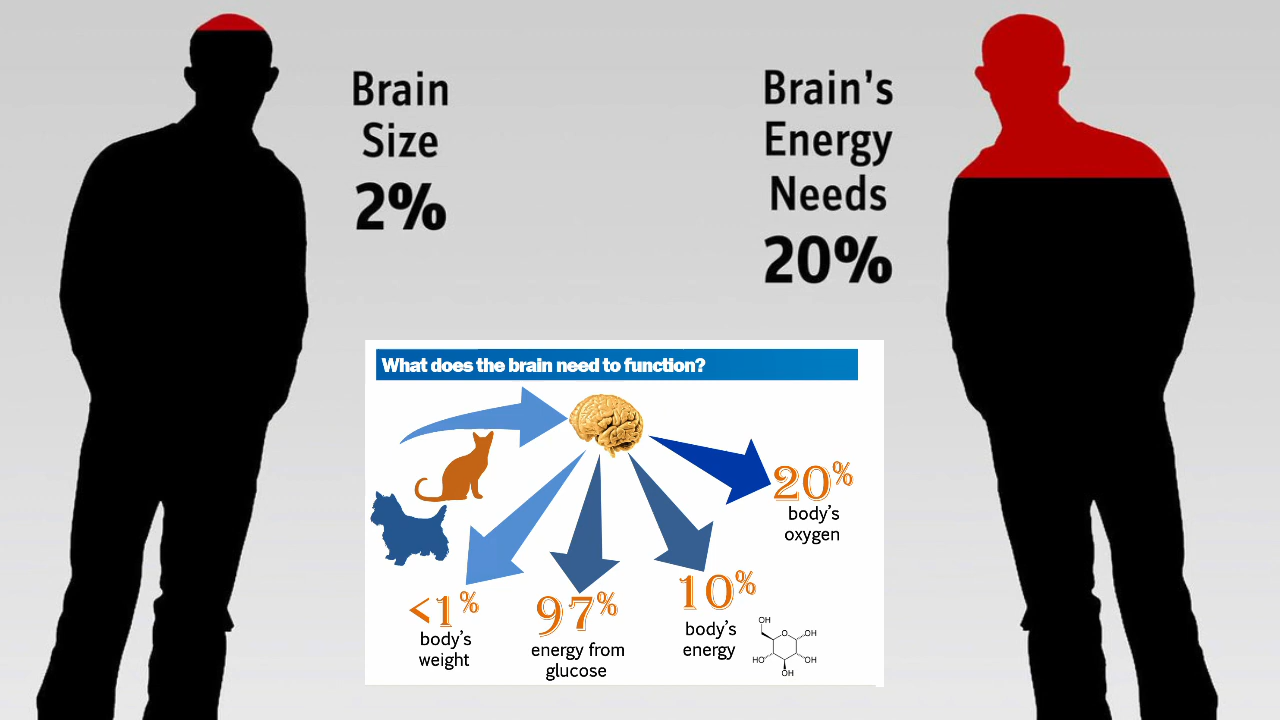 Brain
Size
2%
Brain's
Energy
Needs
20%
What does the brain need to function?
20%
body's
oxygen
<1%
body's
weight
97%
energy from
glucose
10%
body's
energy
OH
O
OH
HO
OH
OH